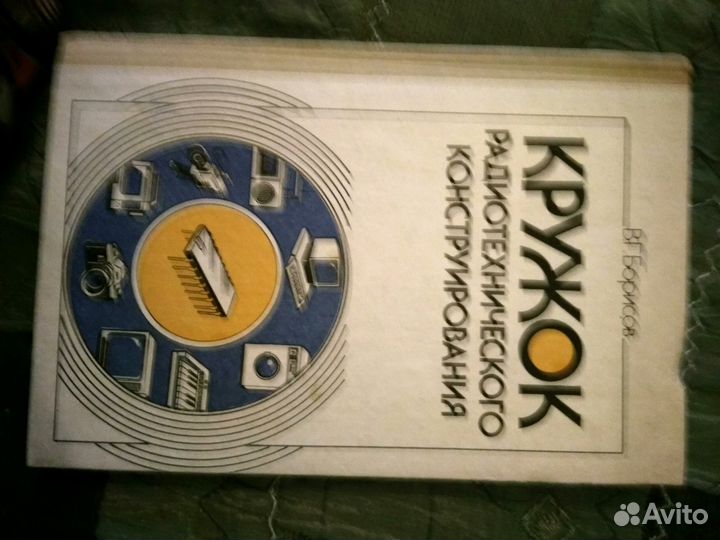 В.Г.Борисов
КРУЖОК
РАДИОТЕХНИЧЕСКОГО
КОНСТРУИРОВАНИЯ
Avito